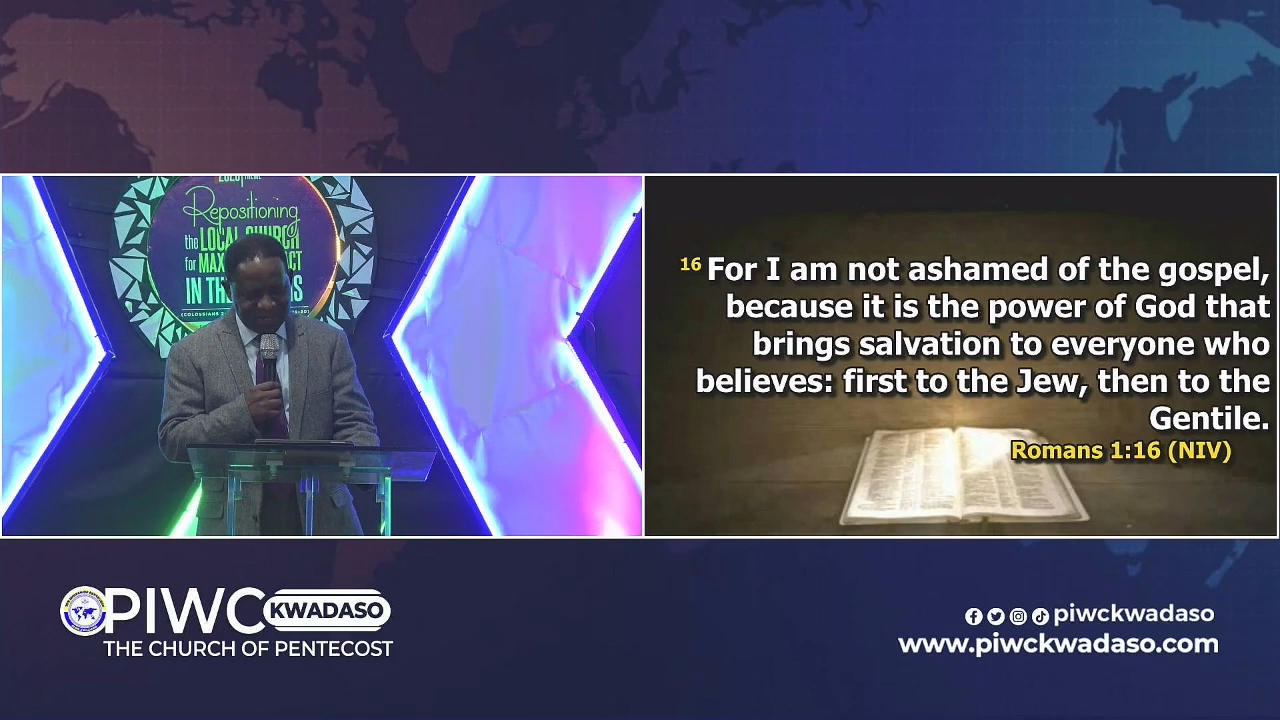 Repositioning
the LOCAL CHURCH
for
IN
16 For I am not ashamed of the gospel,
because it is the power of God that
brings salvation to everyone who
believes: first to the Jew, then to the
Gentile.
Romans 1:16 (NIV)
PIWC KWADASO
THE CHURCH OF PENTECOST
piwckwadaso
www.piwckwadaso.com